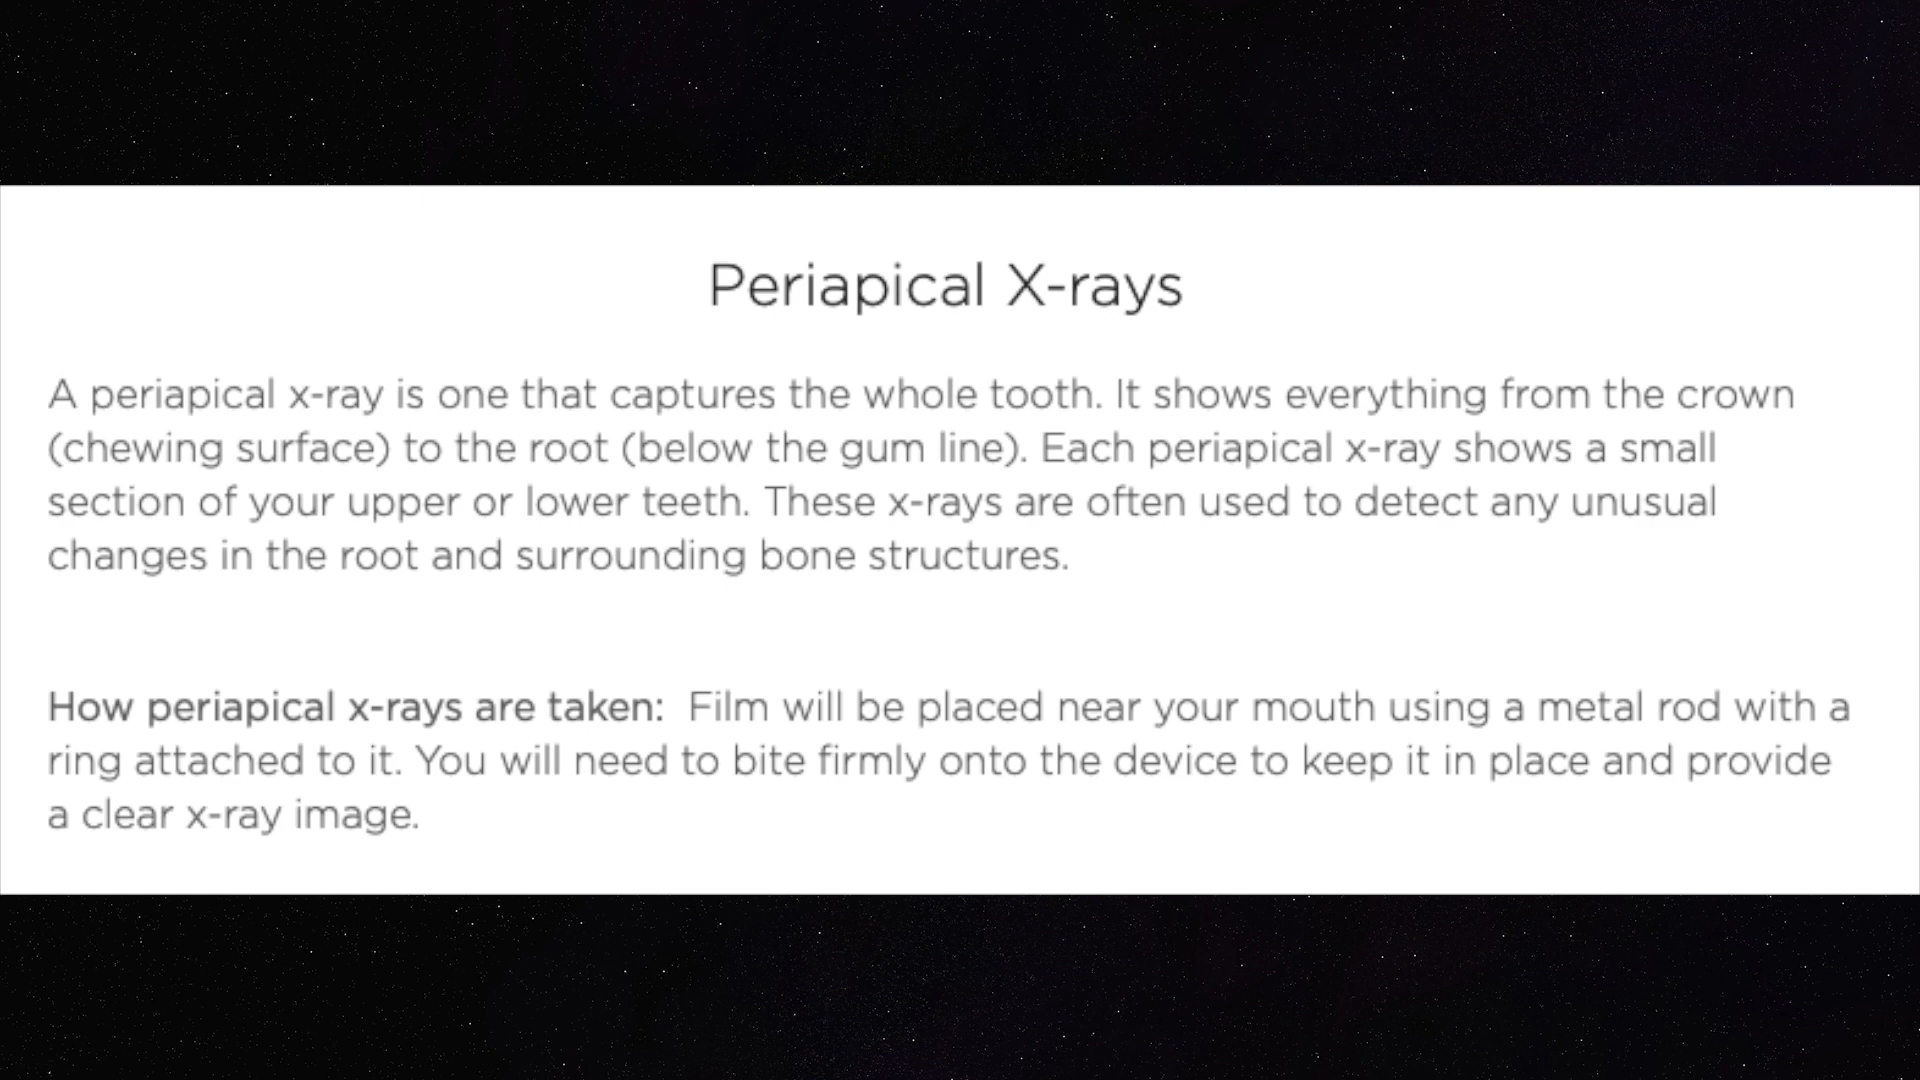 Periapical X-rays
A periapical x-ray is one that captures the whole tooth. It shows everything from the crown
(chewing surface) to the root (below the gum line). Each periapical x-ray shows a small
section of your upper or lower teeth. These x-rays are often used to detect any unusual
changes in the root and surrounding bone structures.
How periapical x-rays are taken: Film will be placed near your mouth using a metal rod with a
ring attached to it. You will need to bite firmly onto the device to keep it in place and provide
a clear x-ray image.